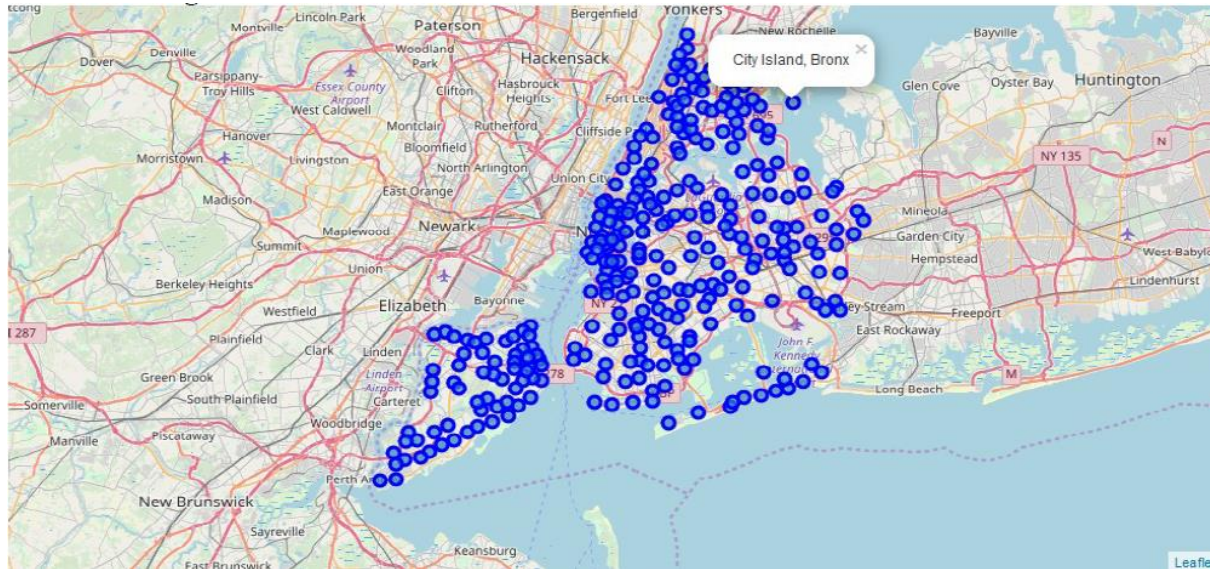 Lincoln Park
Paterson
Bergenfield
Yonkers
Montville
New Rochelle
Bayville
Denville
Woodland Park
Hackensack
City Island, Bronx
×
Dover
Parsippany-
Troy Hills
Essex County
Airport
Clifton
Hasbrouck
Heights
Huntington
Oyster Bay
Glen Cove
West Caldwell
Rutherford
Fort Lee
Montclair
Cliffside
Hanover
Bloomfield
Livingston
North Arlington
NY 135
N
Morristown
East Orange
Union City
Madison
Newark
Mineola
Summit
Maplewood
Garden City
Union
Hempstead
West Babylon
Berkeley Heights
Lindenhurst
Elizabeth
Bayonne
Westfield
Freeport
I 287
East Rockaway
Plainfield
Clark
Linden
John F.
Kennedy
Green Brook
Linden
Airport
78
M
Long Beach
Somerville
South Plainfield
Carteret
Woodbridge
Manville
Piscataway
Perth
New Brunswick
Sayreville
Keansburg
East Brunswick
Leafle